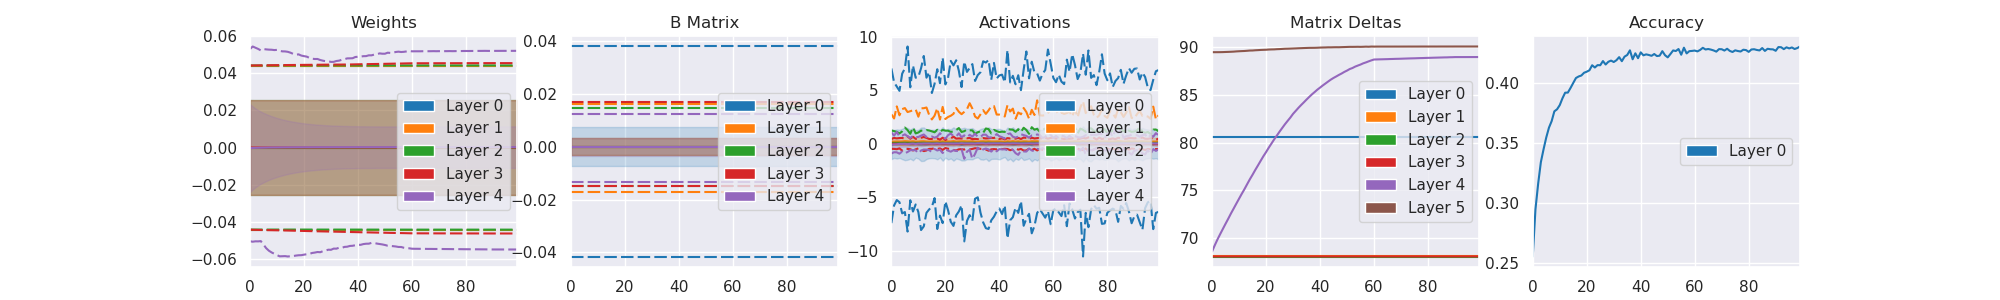 Weights
0.06
0.04
0.02
0.00
−0.02
−0.04
−0.06
0
20
40
60
80
Layer 0
Layer 1
Layer 2
Layer 3
Layer 4
B Matrix
0.04
0.02
0.00
−0.02
−0.04
0
20
40
60
80
Layer 0
Layer 1
Layer 2
Layer 3
Layer 4
Activations
10
5
0
−5
−10
0
20
40
60
80
Layer 0
Layer 1
Layer 2
Layer 3
Layer 4
Matrix Deltas
90
85
80
75
70
0
20
40
60
80
Layer 0
Layer 1
Layer 2
Layer 3
Layer 4
Layer 5
Accuracy
0.40
0.35
0.30
0.25
0
20
40
60
80
Layer 0